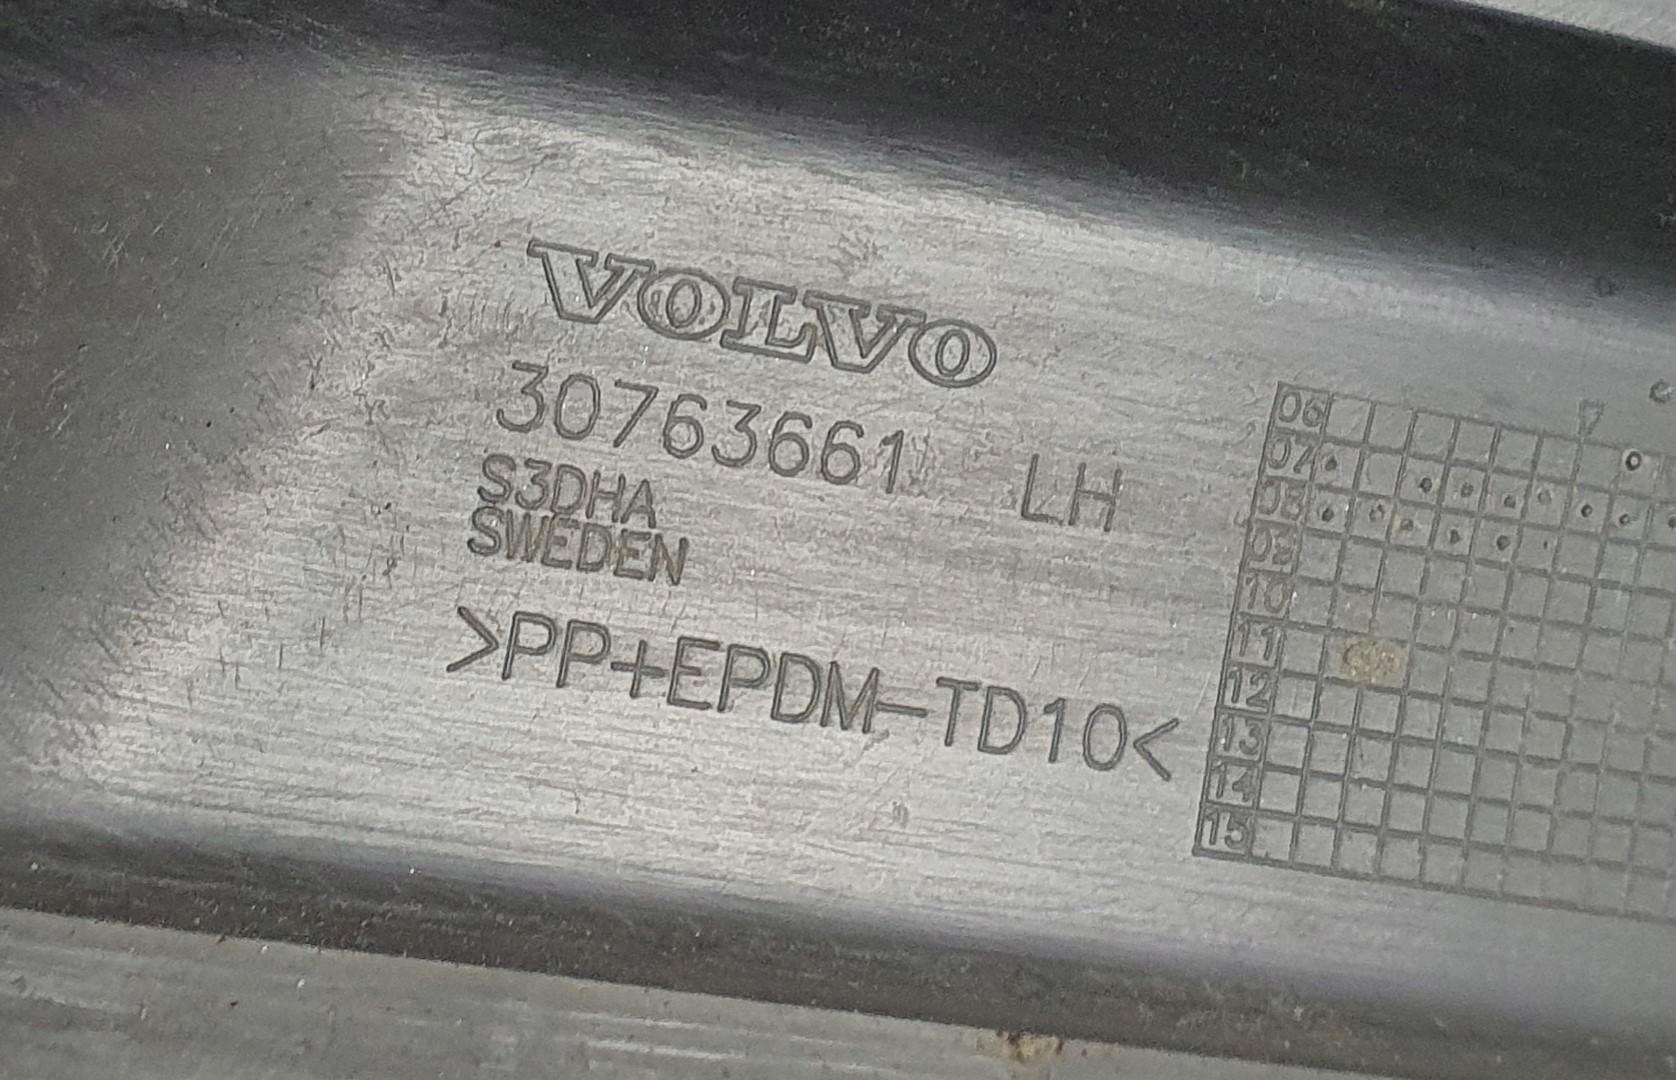 VOLVO
30763661 LH
S3DHA
SWEDEN
>PP+EPDM-TD10<
06
07
08
09
10
11
12
13
14
15